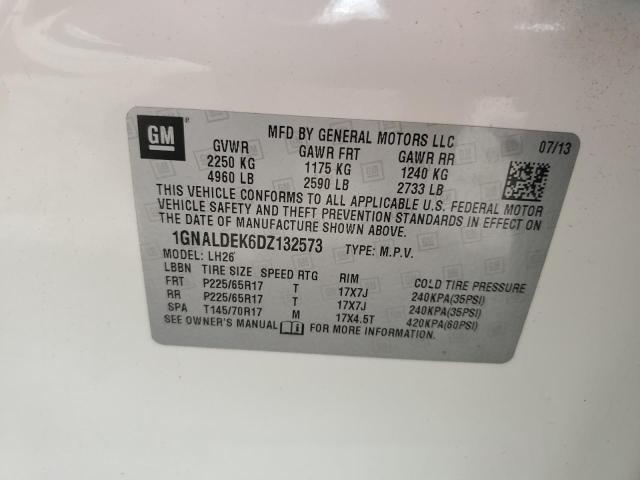 GM
MFD BY GENERAL MOTORS LLC 07/13
GVWR GAWR FRT GAWR RR
2250 KG 1175 KG 1240 KG
4960 LB 2590 LB 2733 LB
THIS VEHICLE CONFORMS TO ALL APPLICABLE U.S. FEDERAL MOTOR
VEHICLE SAFETY AND THEFT PREVENTION STANDARDS IN EFFECT ON
THE DATE OF MANUFACTURE SHOWN ABOVE.
1GNALDEK6DZ132573 TYPE: M.P.V.
MODEL: LH26
LBBN TIRE SIZE SPEED RTG RIM COLD TIRE PRESSURE
FRT P225/65R17 T 17X7J 240KPA(35PSI)
RR P225/65R17 T 17X7J 240KPA(35PSI)
SPA T145/70R17 M 17X4.5T 420KPA(60PSI)
SEE OWNER'S MANUAL FOR MORE INFORMATION.